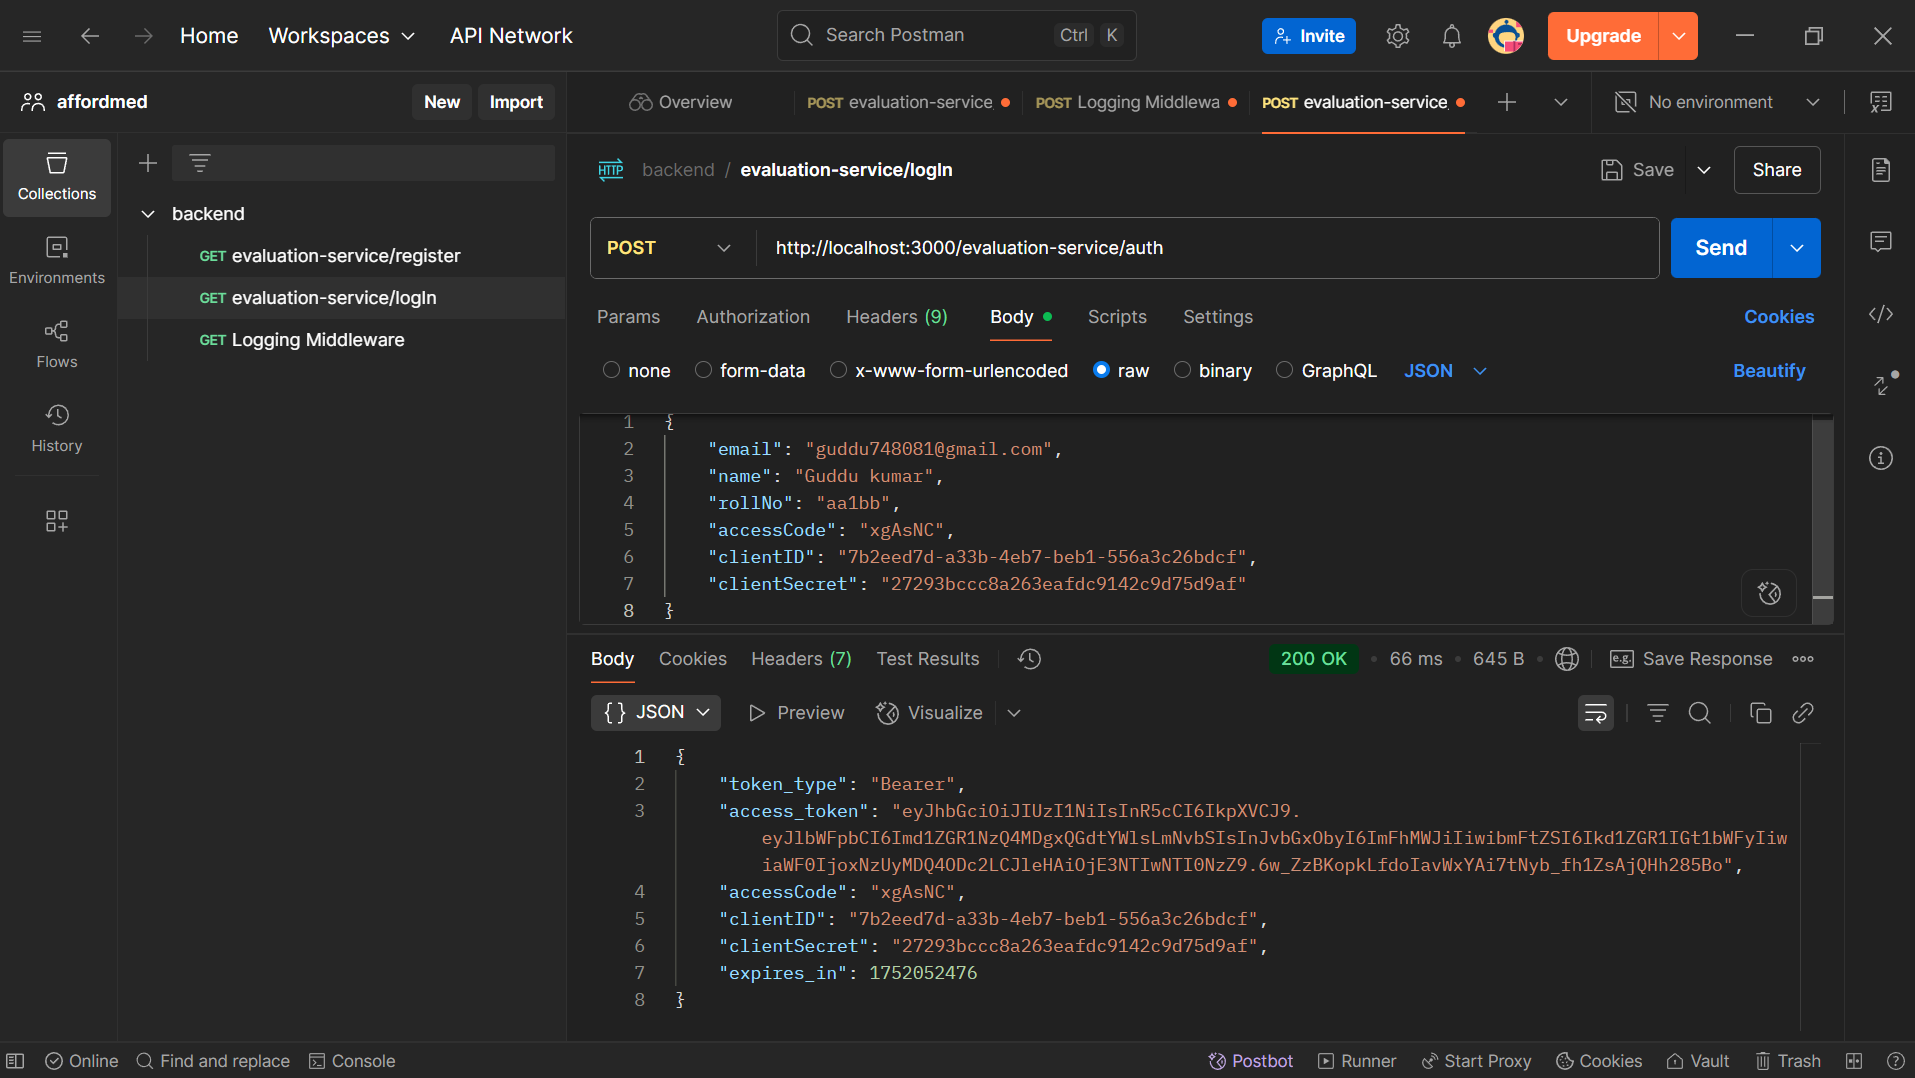 Home
Workspaces
API Network
Search Postman
Ctrl K
Invite
Upgrade
affordmed
New
Import
Overview
POST evaluation-service,
POST Logging Middlewa
POST evaluation-service,
No environment
Collections
Environments
Flows
History
backend
GET evaluation-service/register
GET evaluation-service/logIn
GET Logging Middleware
HTTP backend / evaluation-service/logIn
Save
Share
POST
http://localhost:3000/evaluation-service/auth
Send
Params
Authorization
Headers (9)
Body
Scripts
Settings
Cookies
none
form-data
x-www-form-urlencoded
raw
binary
GraphQL
JSON
Beautify
1 {
2 "email": "guddu748081@gmail.com",
3 "name": "Guddu kumar",
4 "rollNo": "aa1bb",
5 "accessCode": "xgAsNC",
6 "clientID": "7b2eed7d-a33b-4eb7-beb1-556a3c26bdcf",
7 "clientSecret": "27293bccc8a263eafdc9142c9d75d9af"
8 }
Body
Cookies
Headers (7)
Test Results
200 OK
66 ms
645 B
e.g. Save Response
{} JSON
Preview
Visualize
1 {
2 "token_type": "Bearer",
3 "access_token": "eyJhbGciOiJIUzI1NiIsInR5cCI6IkpXVCJ9.
eyJlbWFpbCI6Imd1ZGR1NzQ4MDgxQGdtYWlsLmNvbSIsInJvbGxObyI6ImFhMWJiIiwibmFtZSI6Ikd1ZGR1IGt1bWFyIiw
iaWF0IjoxNzUyMDQ4ODc2LCJleHAiOjE3NTIwNTI0NzZ9.6w_ZzBKopkLfdoIavWxYAi7tNyb_fh1ZsAjQHh285Bo",
4 "accessCode": "xgAsNC",
5 "clientID": "7b2eed7d-a33b-4eb7-beb1-556a3c26bdcf",
6 "clientSecret": "27293bccc8a263eafdc9142c9d75d9af",
7 "expires_in": 1752052476
8 }
Online
Find and replace
Console
Postbot
Runner
Start Proxy
Cookies
Vault
Trash